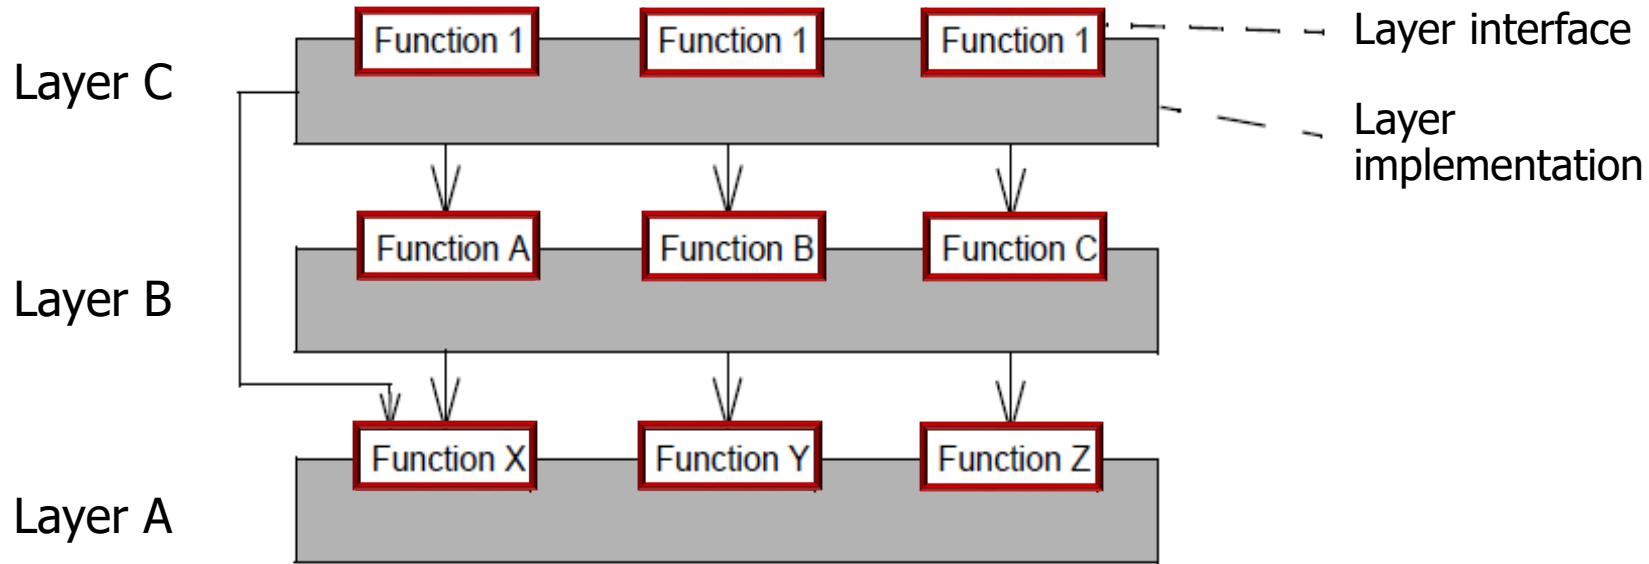 Function 1
Function 1
Function 1
Layer interface
Layer C
Layer
implementation
Function A
Function B
Function C
Layer B
Function X
Function Y
Function Z
Layer A